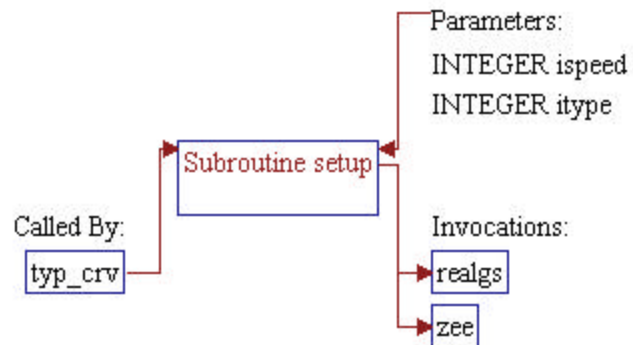 Parameters:
INTEGER ispeed
INTEGER itype
Subroutine setup
Called By:
typ_crv
Invocations:
realgs
zee